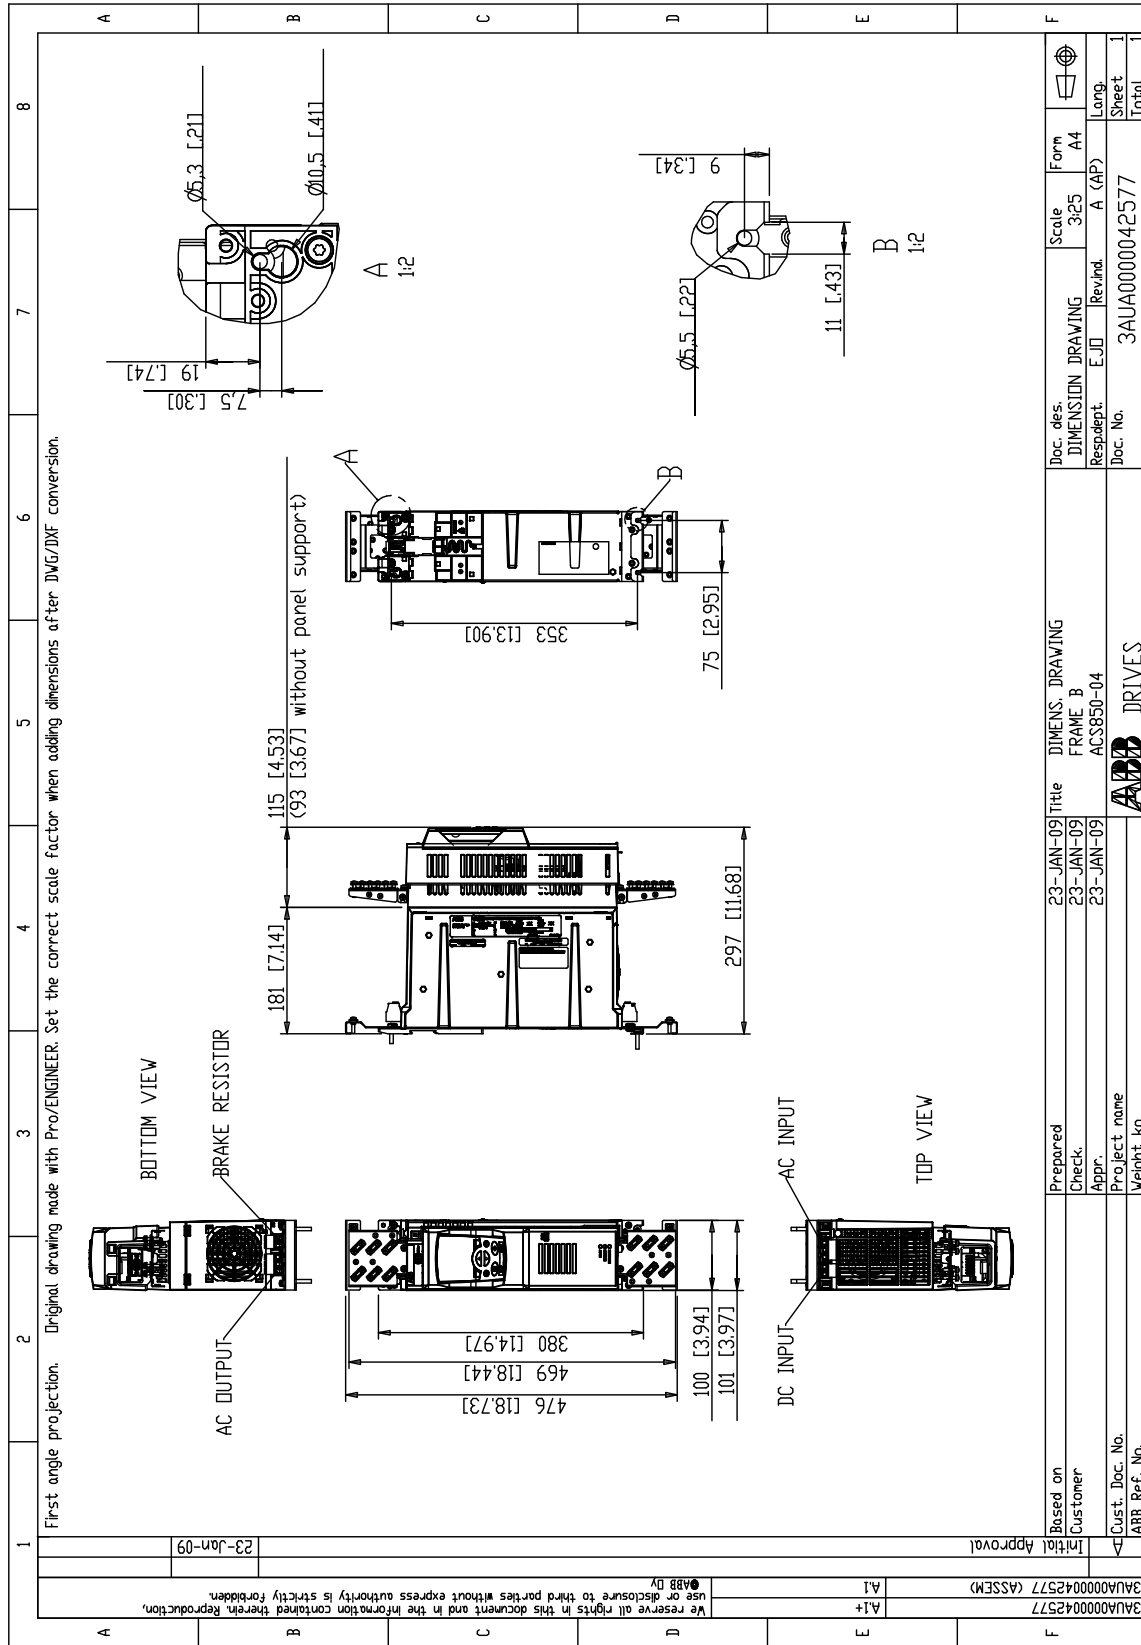 First angle projection. Original drawing made with Pro/ENGINEER. Set the correct scale factor when adding dimensions after DWG/DXF conversion.
1 2 3 4 5 6 7 8
A
B
C
D
E
F
A
B
C
D
E
F
BOTTOM VIEW
BRAKE RESISTOR
AC OUTPUT
476 [18.73]
469 [18.44]
380 [14.97]
100 [3.94]
101 [3.97]
DC INPUT
AC INPUT
TOP VIEW
181 [7.14]
115 [4.53]
(93 [3.67] without panel support)
297 [11.68]
A
B
353 [13.90]
75 [2.95]
19 [.74]
7,5 [.30]
Ø5,3 [.21]
Ø10,5 [.41]
A
1:2
Ø5,5 [.22]
9 [.34]
11 [.43]
B
1:2
We reserve all rights in this document and in the information contained therein. Reproduction,
use or disclosure to third parties without express authority is strictly forbidden.
©ABB Oy
23-Jan-09
Initial Approval
A.1+
A.1
3AUA0000042577
3AUA0000042577 (ASSEM)
Based on
Customer
Cust. Doc. No.
ABB Ref. No.
Prepared 23-JAN-09
Check. 23-JAN-09
Appr. 23-JAN-09
Project name
Weight kg
Title DIMENS. DRAWING
FRAME B
ACS850-04
ABB DRIVES
Doc. des.
DIMENSION DRAWING
Scale
3:25
Form
A4
Resp.dept. EJD
Rev.ind. A (AP)
Lang.
Doc. No.
3AUA0000042577
Sheet 1
Total 1